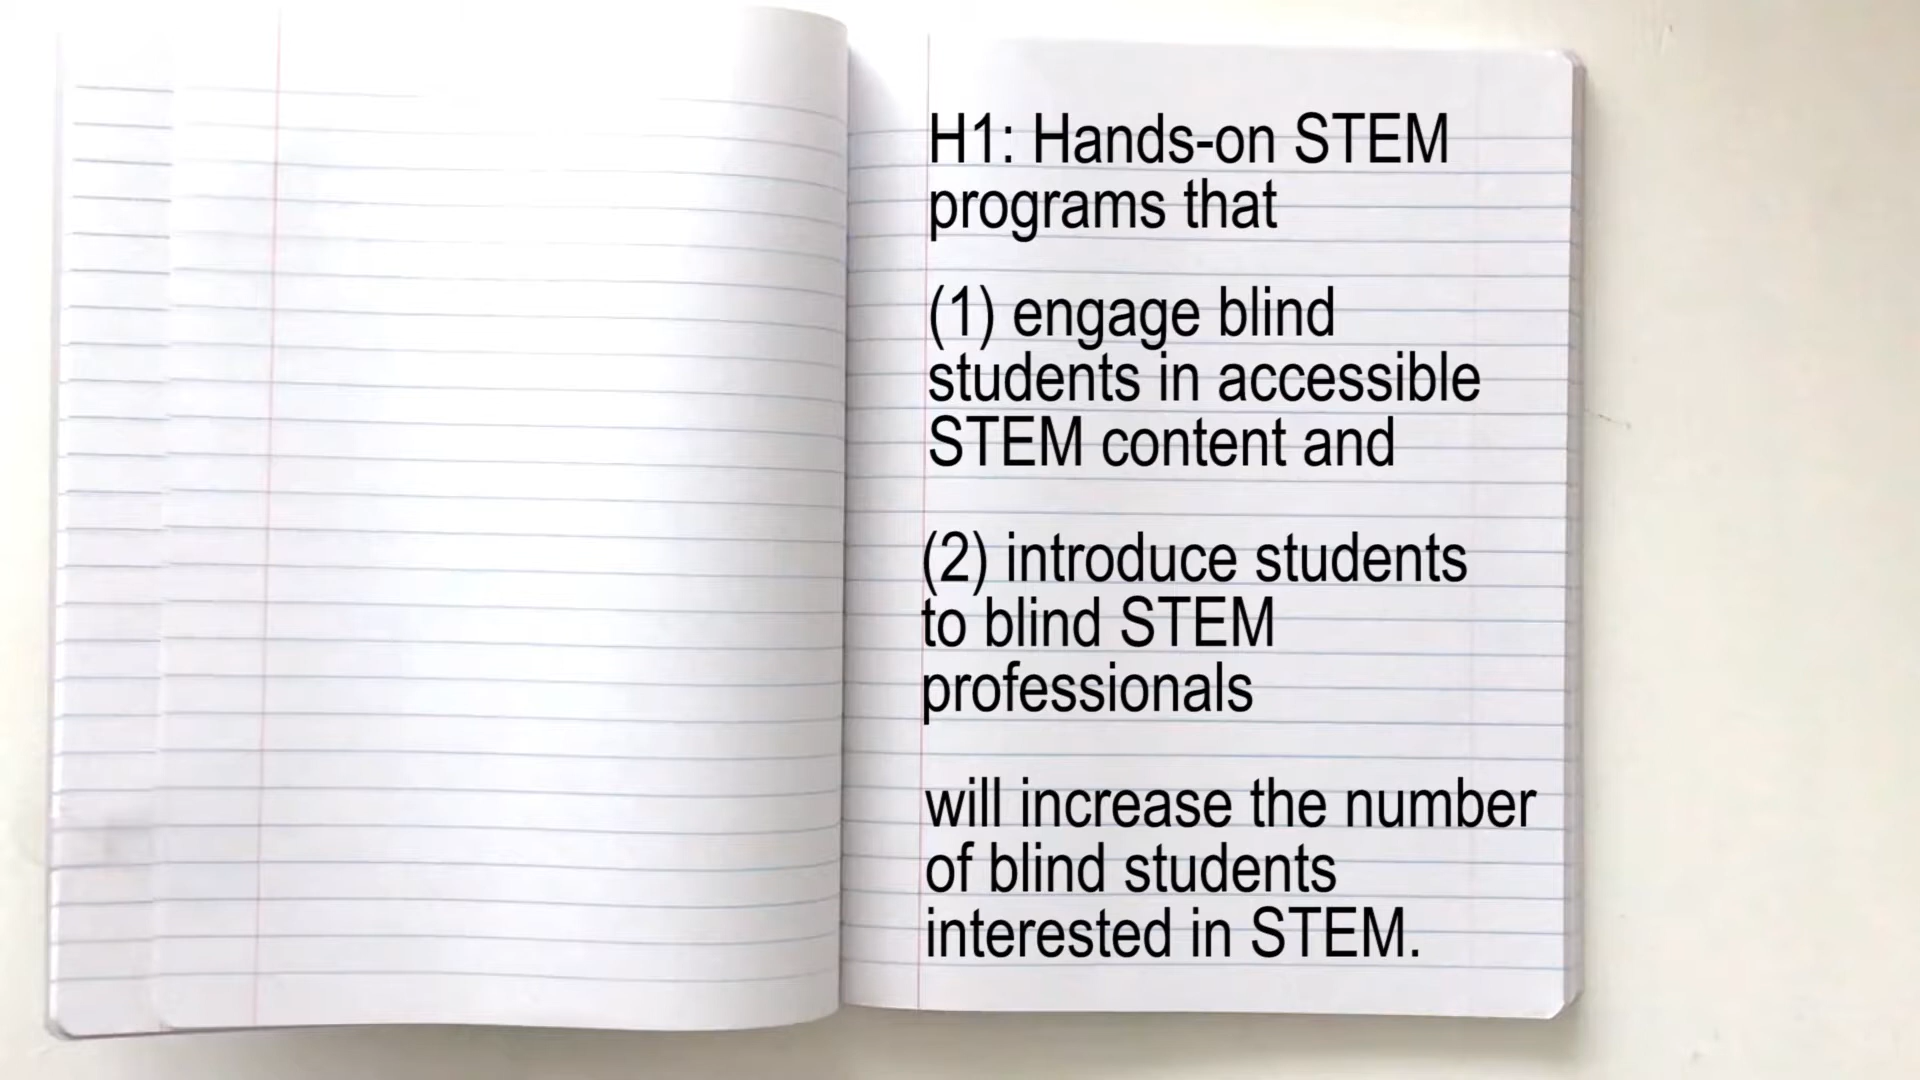 H1: Hands-on STEM
programs that
(1) engage blind
students in accessible
STEM content and
(2) introduce students
to blind STEM
professionals
will increase the number
of blind students
interested in STEM.